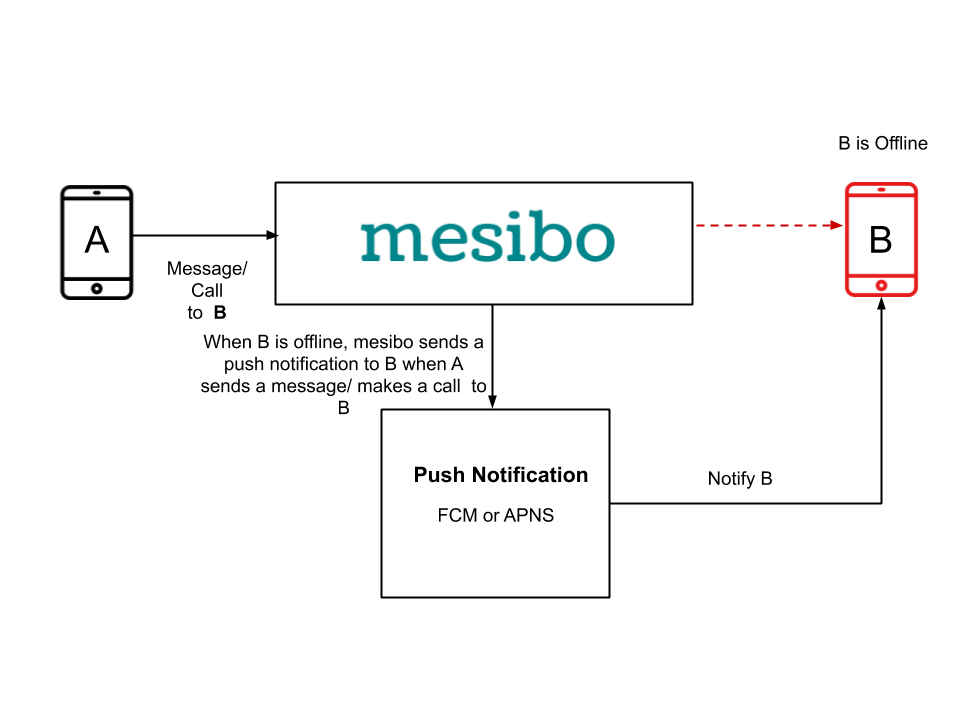 B is Offline
A
mesibo
B
Message/
Call
to B
When B is offline, mesibo sends a
push notification to B when A
sends a message/ makes a call to
B
Push Notification
FCM or APNS
Notify B